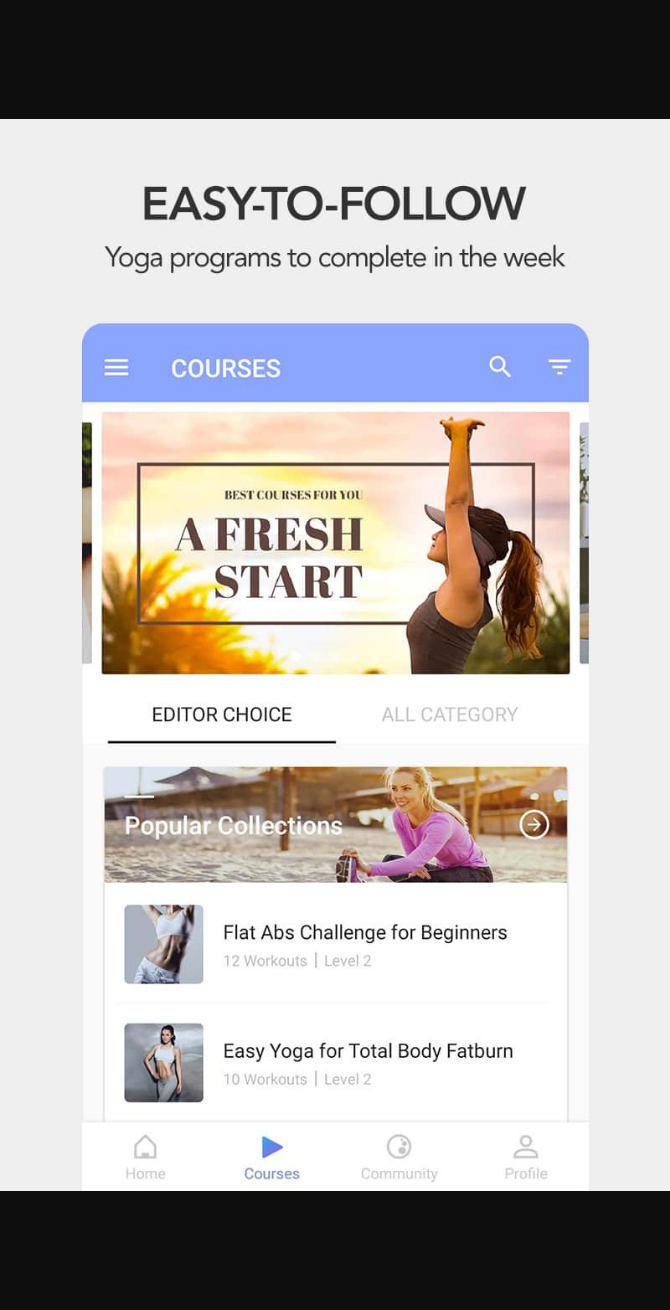 EASY-TO-FOLLOW
Yoga programs to complete in the week
COURSES
BEST COURSES FOR YOU
A FRESH
START
EDITOR CHOICE
ALL CATEGORY
Popular Collections
Flat Abs Challenge for Beginners
12 Workouts | Level 2
Easy Yoga for Total Body Fatburn
10 Workouts | Level 2
Home
Courses
Community
Profile